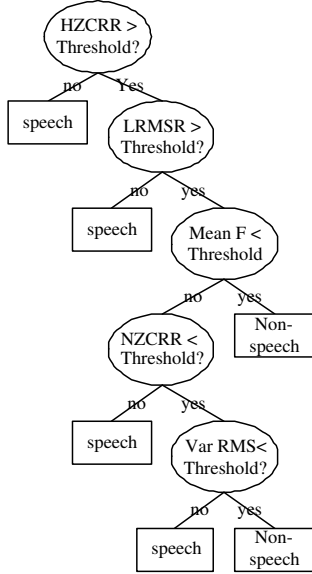 HZCRR >
Threshold?
no
Yes
speech
LRMSR >
Threshold?
no
yes
speech
Mean F <
Threshold
no
yes
NZCRR <
Threshold?
Non-
speech
no
yes
speech
Var RMS<
Threshold?
no
yes
speech
Non-
speech